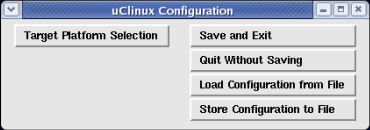 uClinux Configuration
Target Platform Selection
Save and Exit
Quit Without Saving
Load Configuration from File
Store Configuration to File